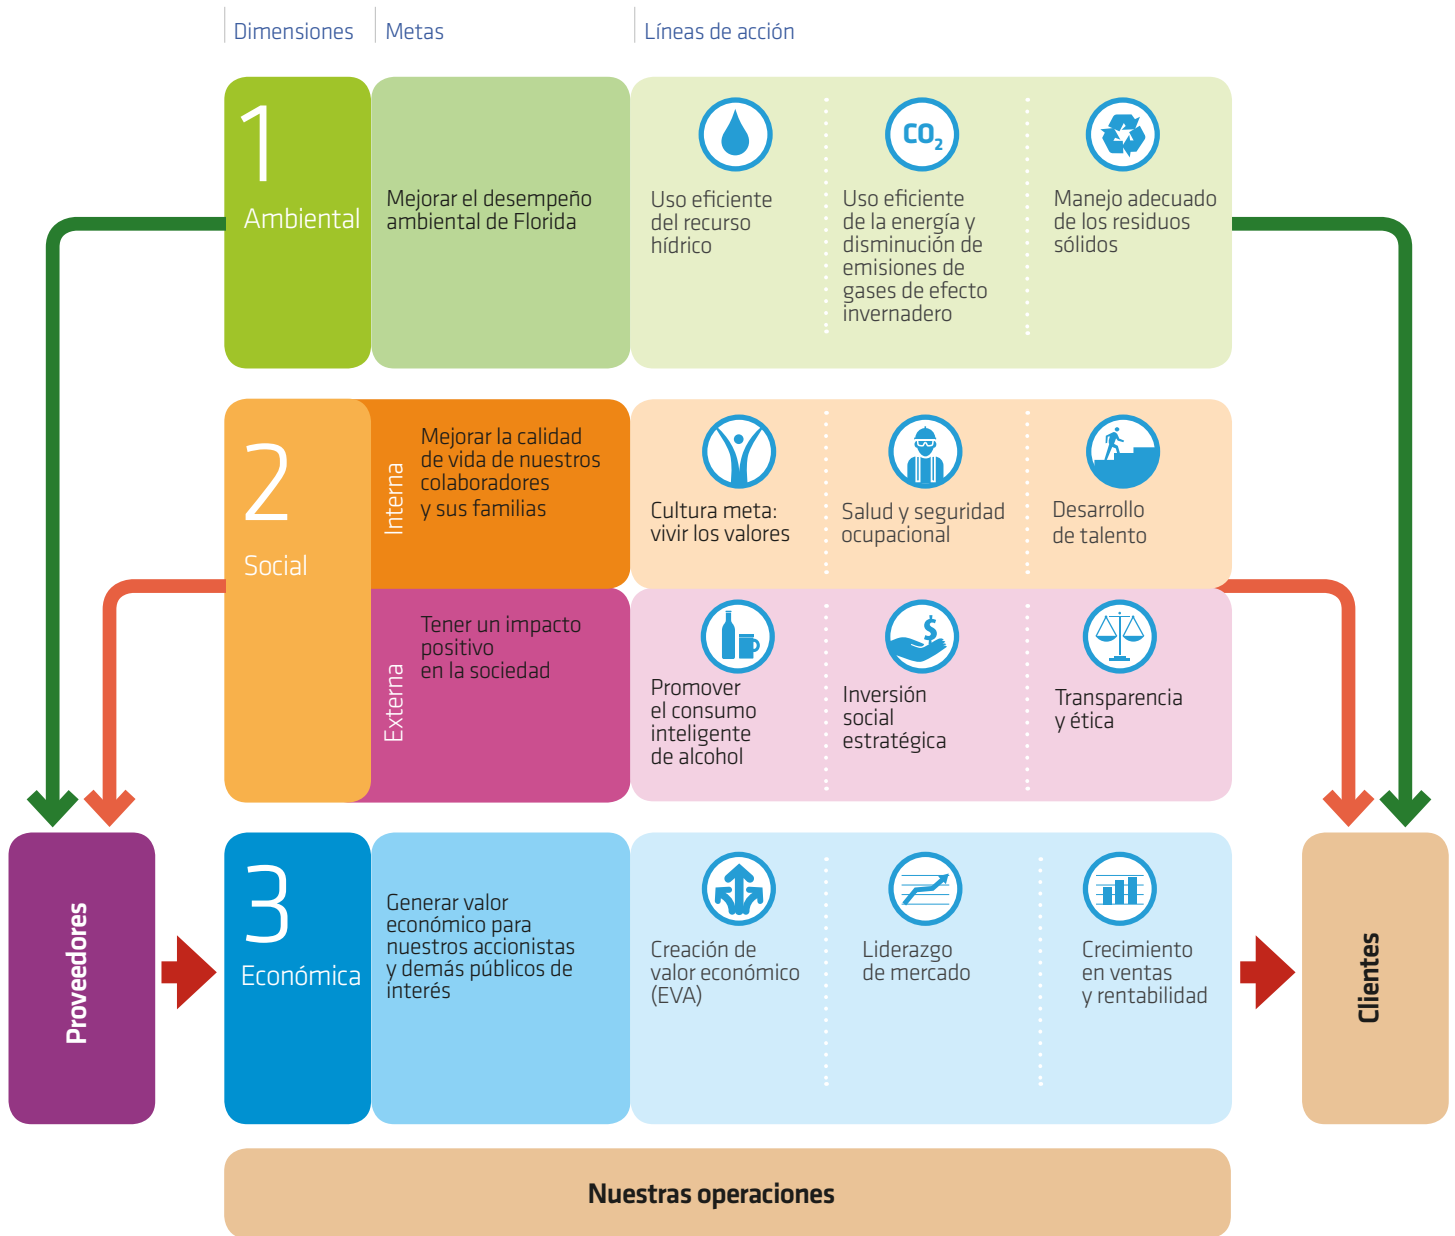 Dimensiones
Metas
Líneas de acción
1
Ambiental
Mejorar el desempeño
ambiental de Florida
Uso eficiente
del recurso
hídrico
CO2
Uso eficiente
de la energía y
disminución de
emisiones de
gases de efecto
invernadero
Manejo adecuado
de los residuos
sólidos
2
Social
Interna
Mejorar la calidad
de vida de nuestros
colaboradores
y sus familias
Cultura meta:
vivir los valores
Salud y seguridad
ocupacional
Desarrollo
de talento
Externa
Tener un impacto
positivo
en la sociedad
Promover
el consumo
inteligente
de alcohol
$
Inversión
social
estratégica
Transparencia
y ética
Proveedores
3
Económica
Generar valor
económico para
nuestros accionistas
y demás públicos de
interés
Creación de
valor económico
(EVA)
Liderazgo
de mercado
Crecimiento
en ventas
y rentabilidad
Clientes
Nuestras operaciones